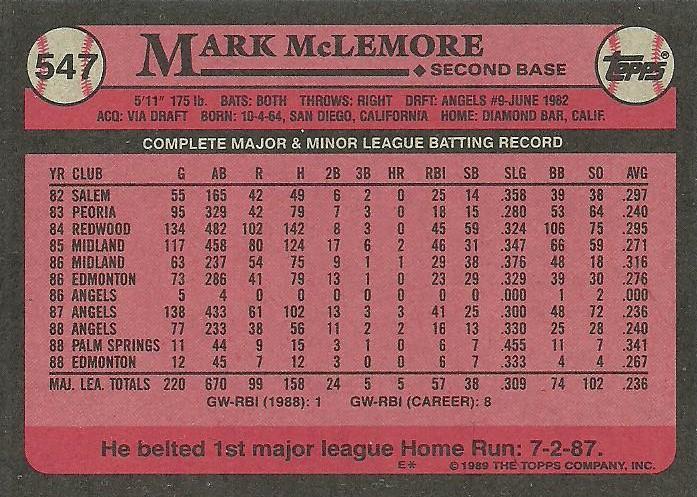 547 MARK McLEMORE Topps
SECOND BASE
5'11" 175 lb. BATS: BOTH THROWS: RIGHT DRFT: ANGELS #9-JUNE 1982
ACQ: VIA DRAFT BORN: 10-4-64, SAN DIEGO, CALIFORNIA HOME: DIAMOND BAR, CALIF.
COMPLETE MAJOR & MINOR LEAGUE BATTING RECORD
YR CLUB G AB R H 2B 3B HR RBI SB SLG BB SO AVG
82 SALEM 55 165 42 49 6 2 0 25 14 .358 39 38 .297
83 PEORIA 95 329 42 79 7 3 0 18 15 .280 53 64 .240
84 REDWOOD 134 482 102 142 8 3 0 45 59 .324 106 75 .295
85 MIDLAND 117 458 80 124 17 6 2 46 31 .347 66 59 .271
86 MIDLAND 63 237 54 75 9 1 1 29 38 .376 48 18 .316
86 EDMONTON 73 286 41 79 13 1 0 23 29 .329 39 30 .276
86 ANGELS 5 4 0 0 0 0 0 0 0 .000 1 2 .000
87 ANGELS 138 433 61 102 13 3 3 41 25 .300 48 72 .236
88 ANGELS 77 233 38 56 11 2 2 16 13 .330 25 28 .240
88 PALM SPRINGS 11 44 9 15 3 1 0 6 7 .455 11 7 .341
88 EDMONTON 12 45 7 12 3 0 0 6 7 .333 4 4 .267
MAJ. LEA. TOTALS 220 670 99 158 24 5 5 57 38 .309 74 102 .236
GW-RBI (1988): 1 GW-RBI (CAREER): 8
He belted 1st major league Home Run: 7-2-87.
E* © 1989 THE TOPPS COMPANY, INC.